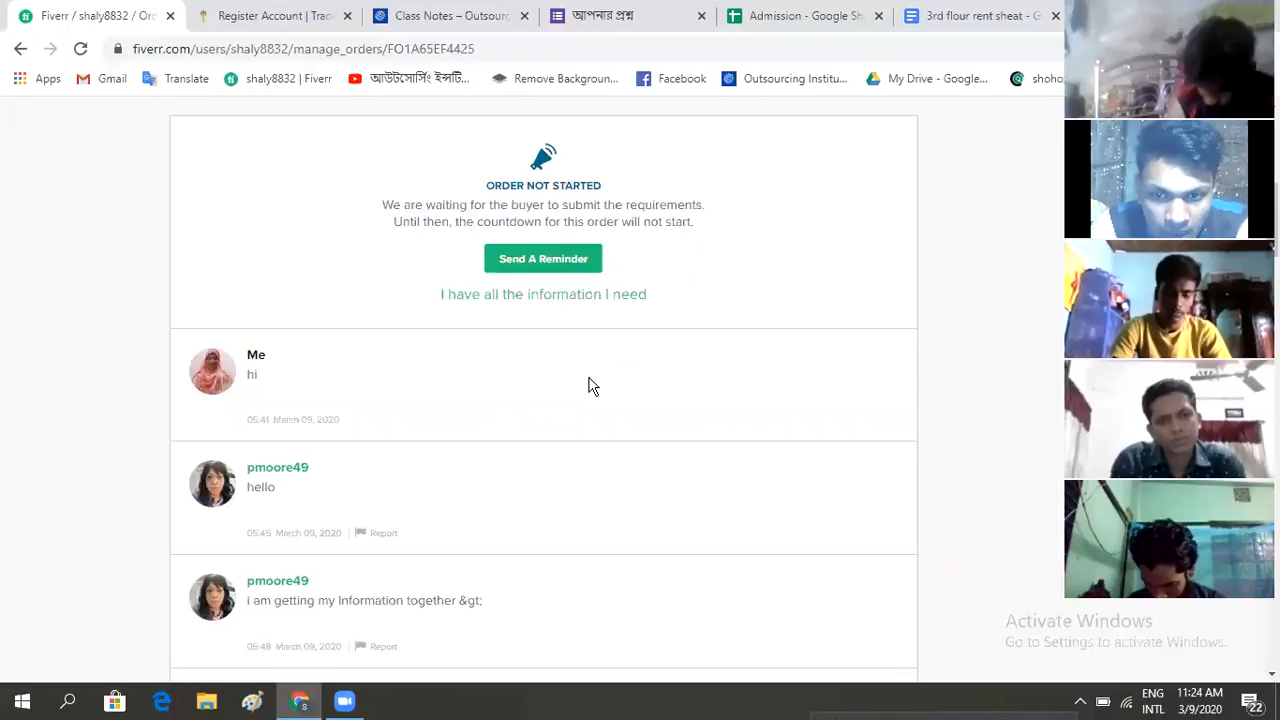 Fiverr / shaly8832 / Or
Register Account | Trad
Class Notes – Outsourc
আপনার প্রশ্ন
Admission - Google Sh
3rd flour rent sheat - G
fiverr.com/users/shaly8832/manage_orders/FO1A65EF4425
Apps
Gmail
Translate
shaly8832 | Fiverr
আউটসোর্সিং ইন্সটি...
Remove Backgroun...
Facebook
Outsourcing Institu...
My Drive - Google...
shoho
ORDER NOT STARTED
We are waiting for the buyer to submit the requirements.
Until then, the countdown for this order will not start.
Send A Reminder
I have all the information I need
Me
hi
05:41 March 09, 2020
pmoore49
hello
05:45 March 09, 2020 | Report
pmoore49
i am getting my Information together &gt;
05:48 March 09, 2020 | Report
Activate Windows
Go to Settings to activate Windows.
ENG
INTL
11:24 AM
3/9/2020
22